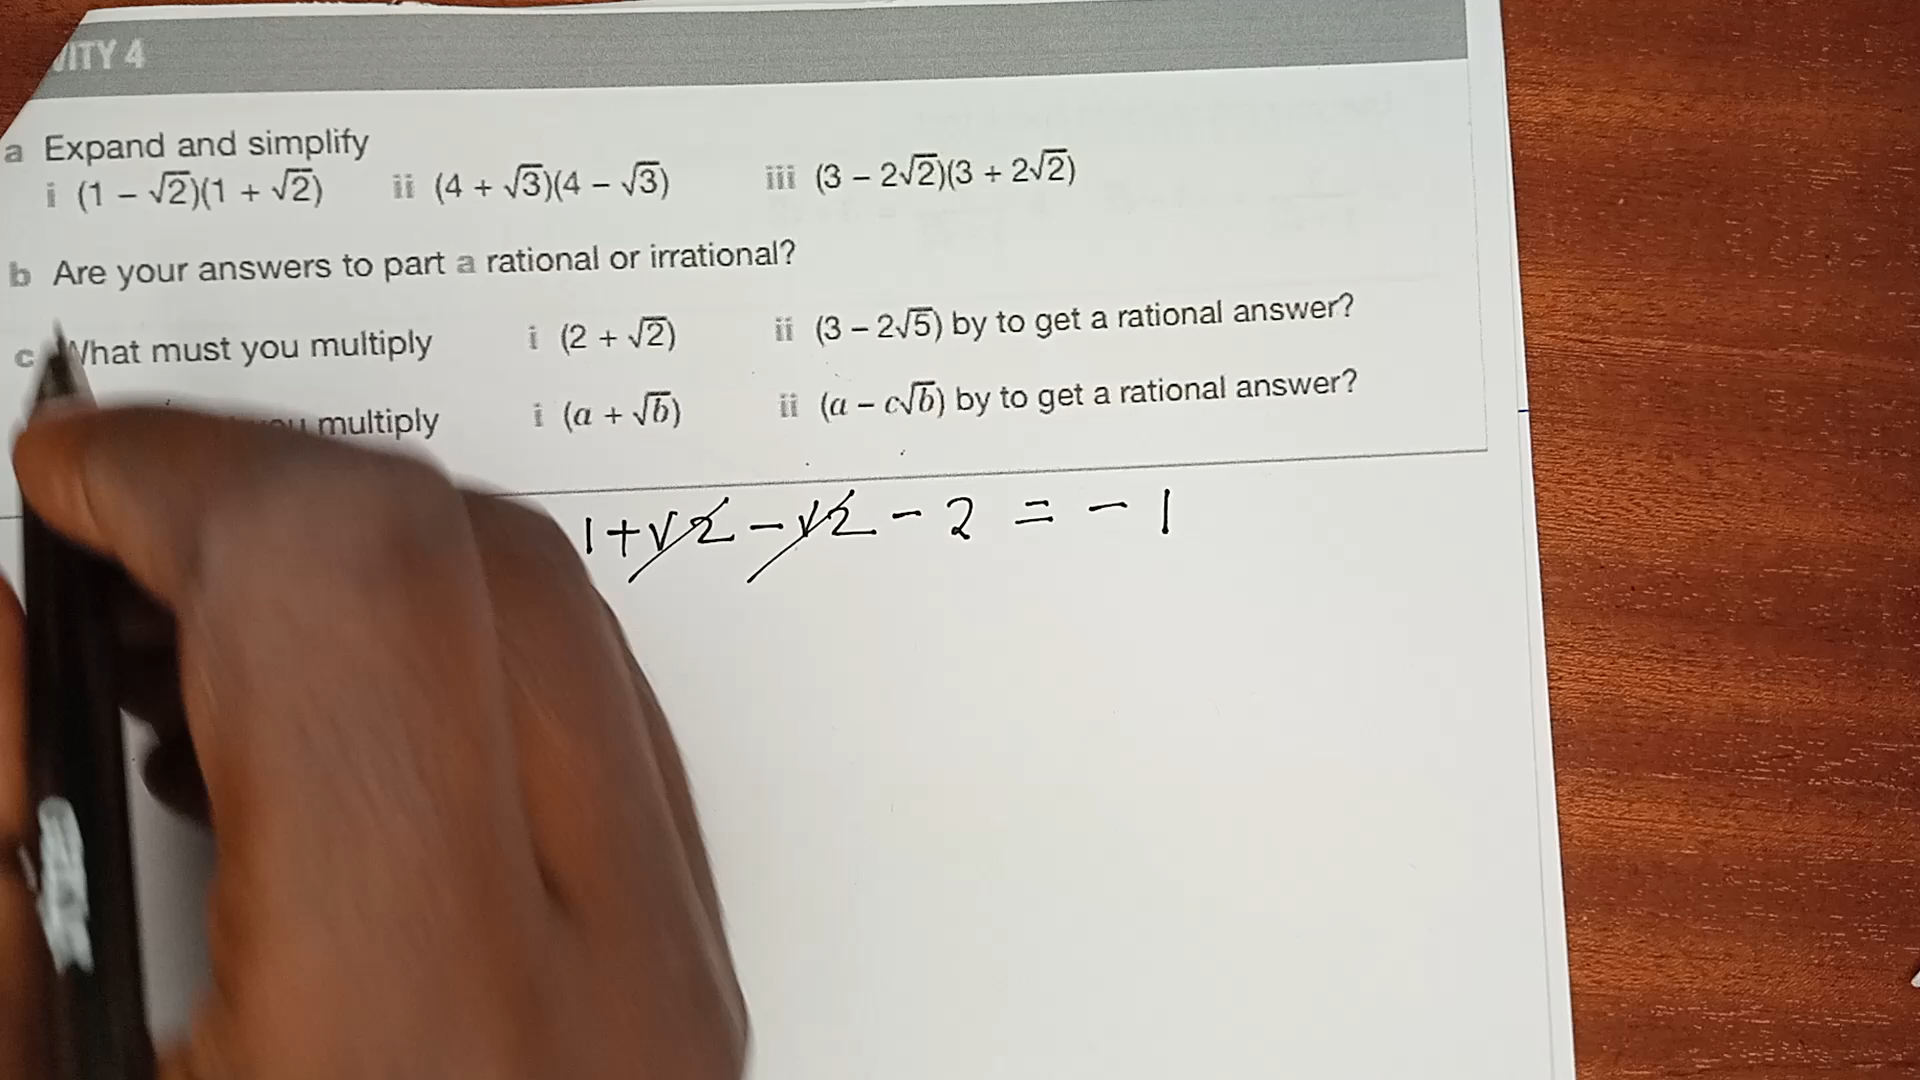 ITY 4
a Expand and simplify
i (1 − √2)(1 + √2) ii (4 + √3)(4 − √3) iii (3 − 2√2)(3 + 2√2)
b Are your answers to part a rational or irrational?
c What must you multiply i (2 + √2) ii (3 − 2√5) by to get a rational answer?
multiply i (a + √b) ii (a − c√b) by to get a rational answer?
1 + √2 − √2 − 2 = − 1